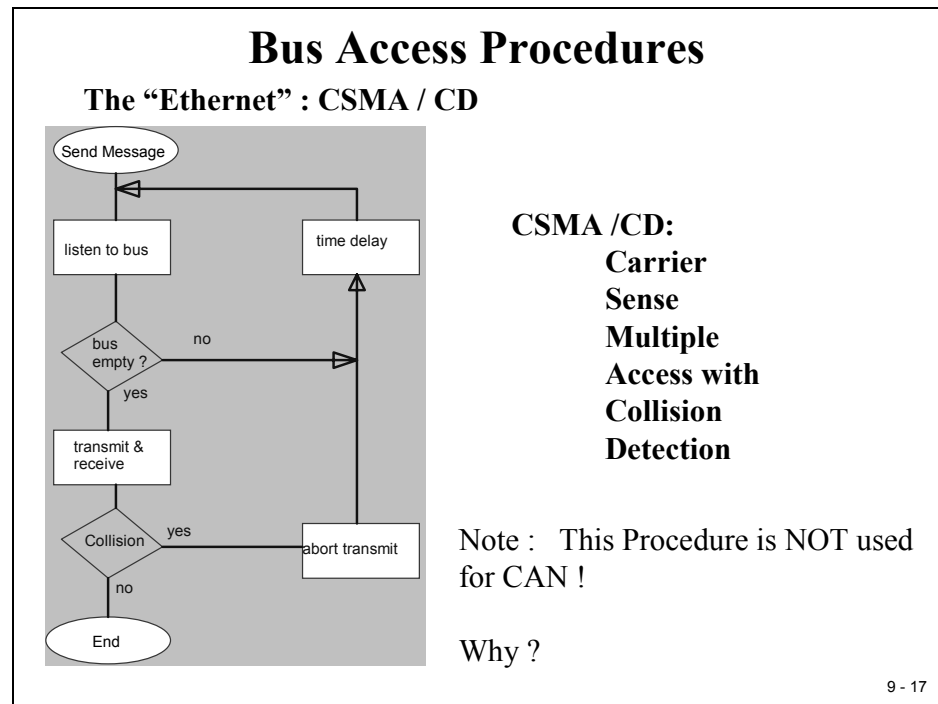 Bus Access Procedures
The “Ethernet” : CSMA / CD
Send Message
listen to bus
time delay
bus
empty ?
no
yes
transmit &
receive
Collision
yes
abort transmit
no
End
CSMA /CD:
Carrier
Sense
Multiple
Access with
Collision
Detection
Note : This Procedure is NOT used
for CAN !
Why ?
9 - 17